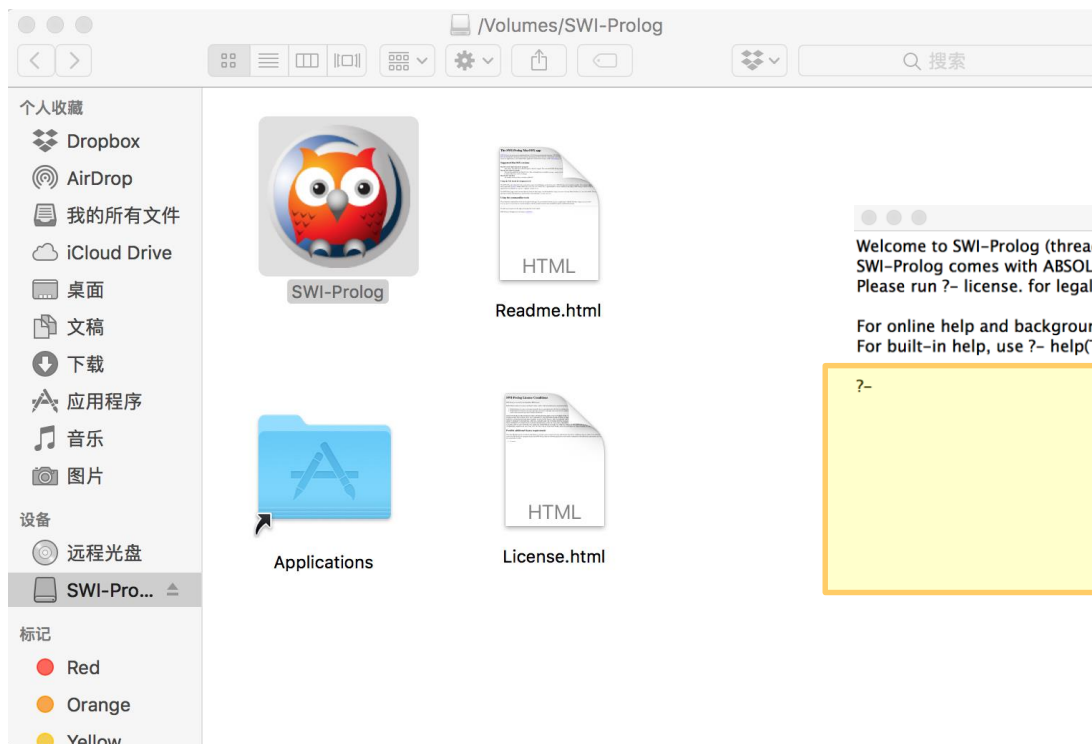 /Volumes/SWI-Prolog
搜索
个人收藏
Dropbox
AirDrop
我的所有文件
iCloud Drive
桌面
文稿
下载
应用程序
音乐
图片
设备
远程光盘
SWI-Pro...
标记
Red
Orange
Yellow
SWI-Prolog
HTML
Readme.html
Applications
HTML
License.html
Welcome to SWI-Prolog (threa
SWI-Prolog comes with ABSOL
Please run ?- license. for legal
For online help and backgroun
For built-in help, use ?- help(T
?-